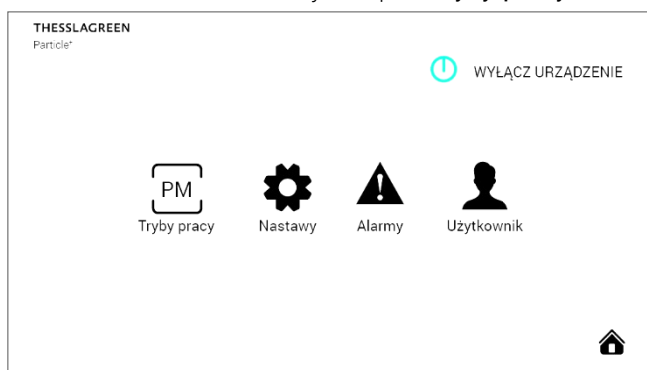 THESSLAGREEN
Particle+
WYŁĄCZ URZĄDZENIE
PM
Tryby pracy Nastawy Alarmy Użytkownik